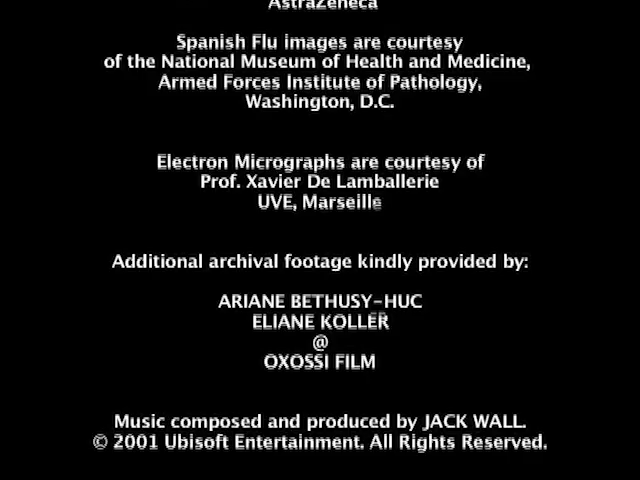 AstraZeneca
Spanish Flu images are courtesy
of the National Museum of Health and Medicine,
Armed Forces Institute of Pathology,
Washington, D.C.
Electron Micrographs are courtesy of
Prof. Xavier De Lamballerie
UVE, Marseille
Additional archival footage kindly provided by:
ARIANE BETHUSY-HUC
ELIANE KOLLER
@
OXOSSI FILM
Music composed and produced by JACK WALL.
© 2001 Ubisoft Entertainment. All Rights Reserved.